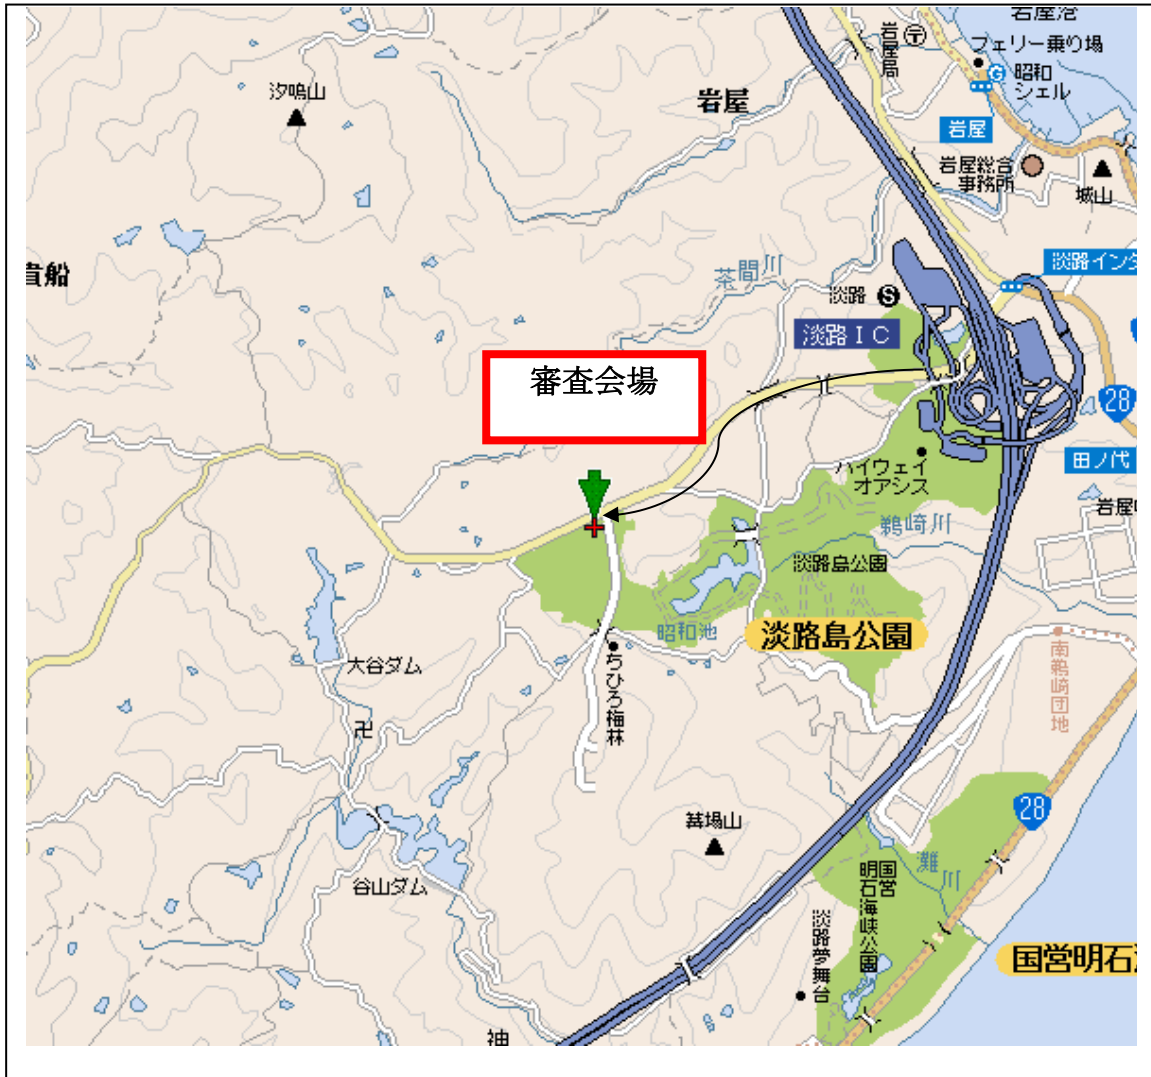 岩屋港
フェリー乗り場
岩屋局
昭和
シェル
汐鳴山
岩屋
岩屋
岩屋総合
事務所
城山
貴船
茶間川
淡路
淡路インタ
淡路IC
審査会場
28
田ノ代
ハイウェイ
オアシス
岩屋中
鵜崎川
淡路島公園
昭和池
淡路島公園
南鵜崎団地
ちひろ梅林
大谷ダム
卍
28
谷山ダム
灘川
国営
明石海峡公園
淡路夢舞台
国営明石
神